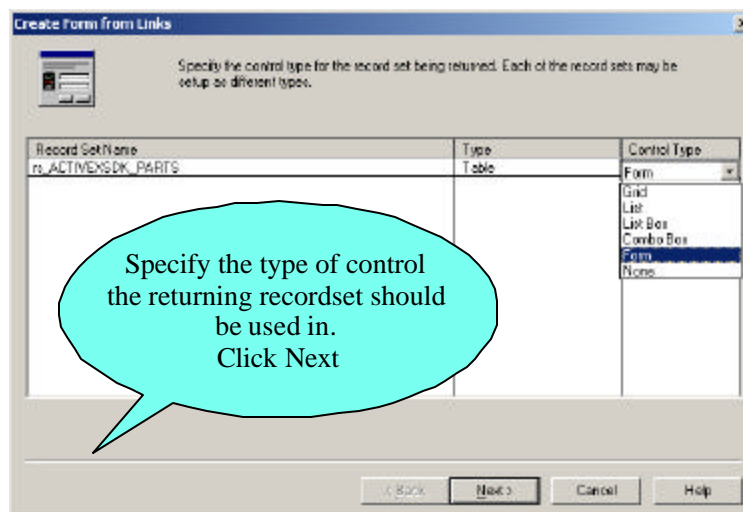 Create Form from Links
Specify the control type for the record set being returned. Each of the record sets may be
setup as different types.
Record Set Name Type Control Type
rs_ACTIVEXSDK_PARTS Table Form
Grid
List
List Box
Combo Box
Form
None
Specify the type of control
the returning recordset should
be used in.
Click Next
< Back Next > Cancel Help